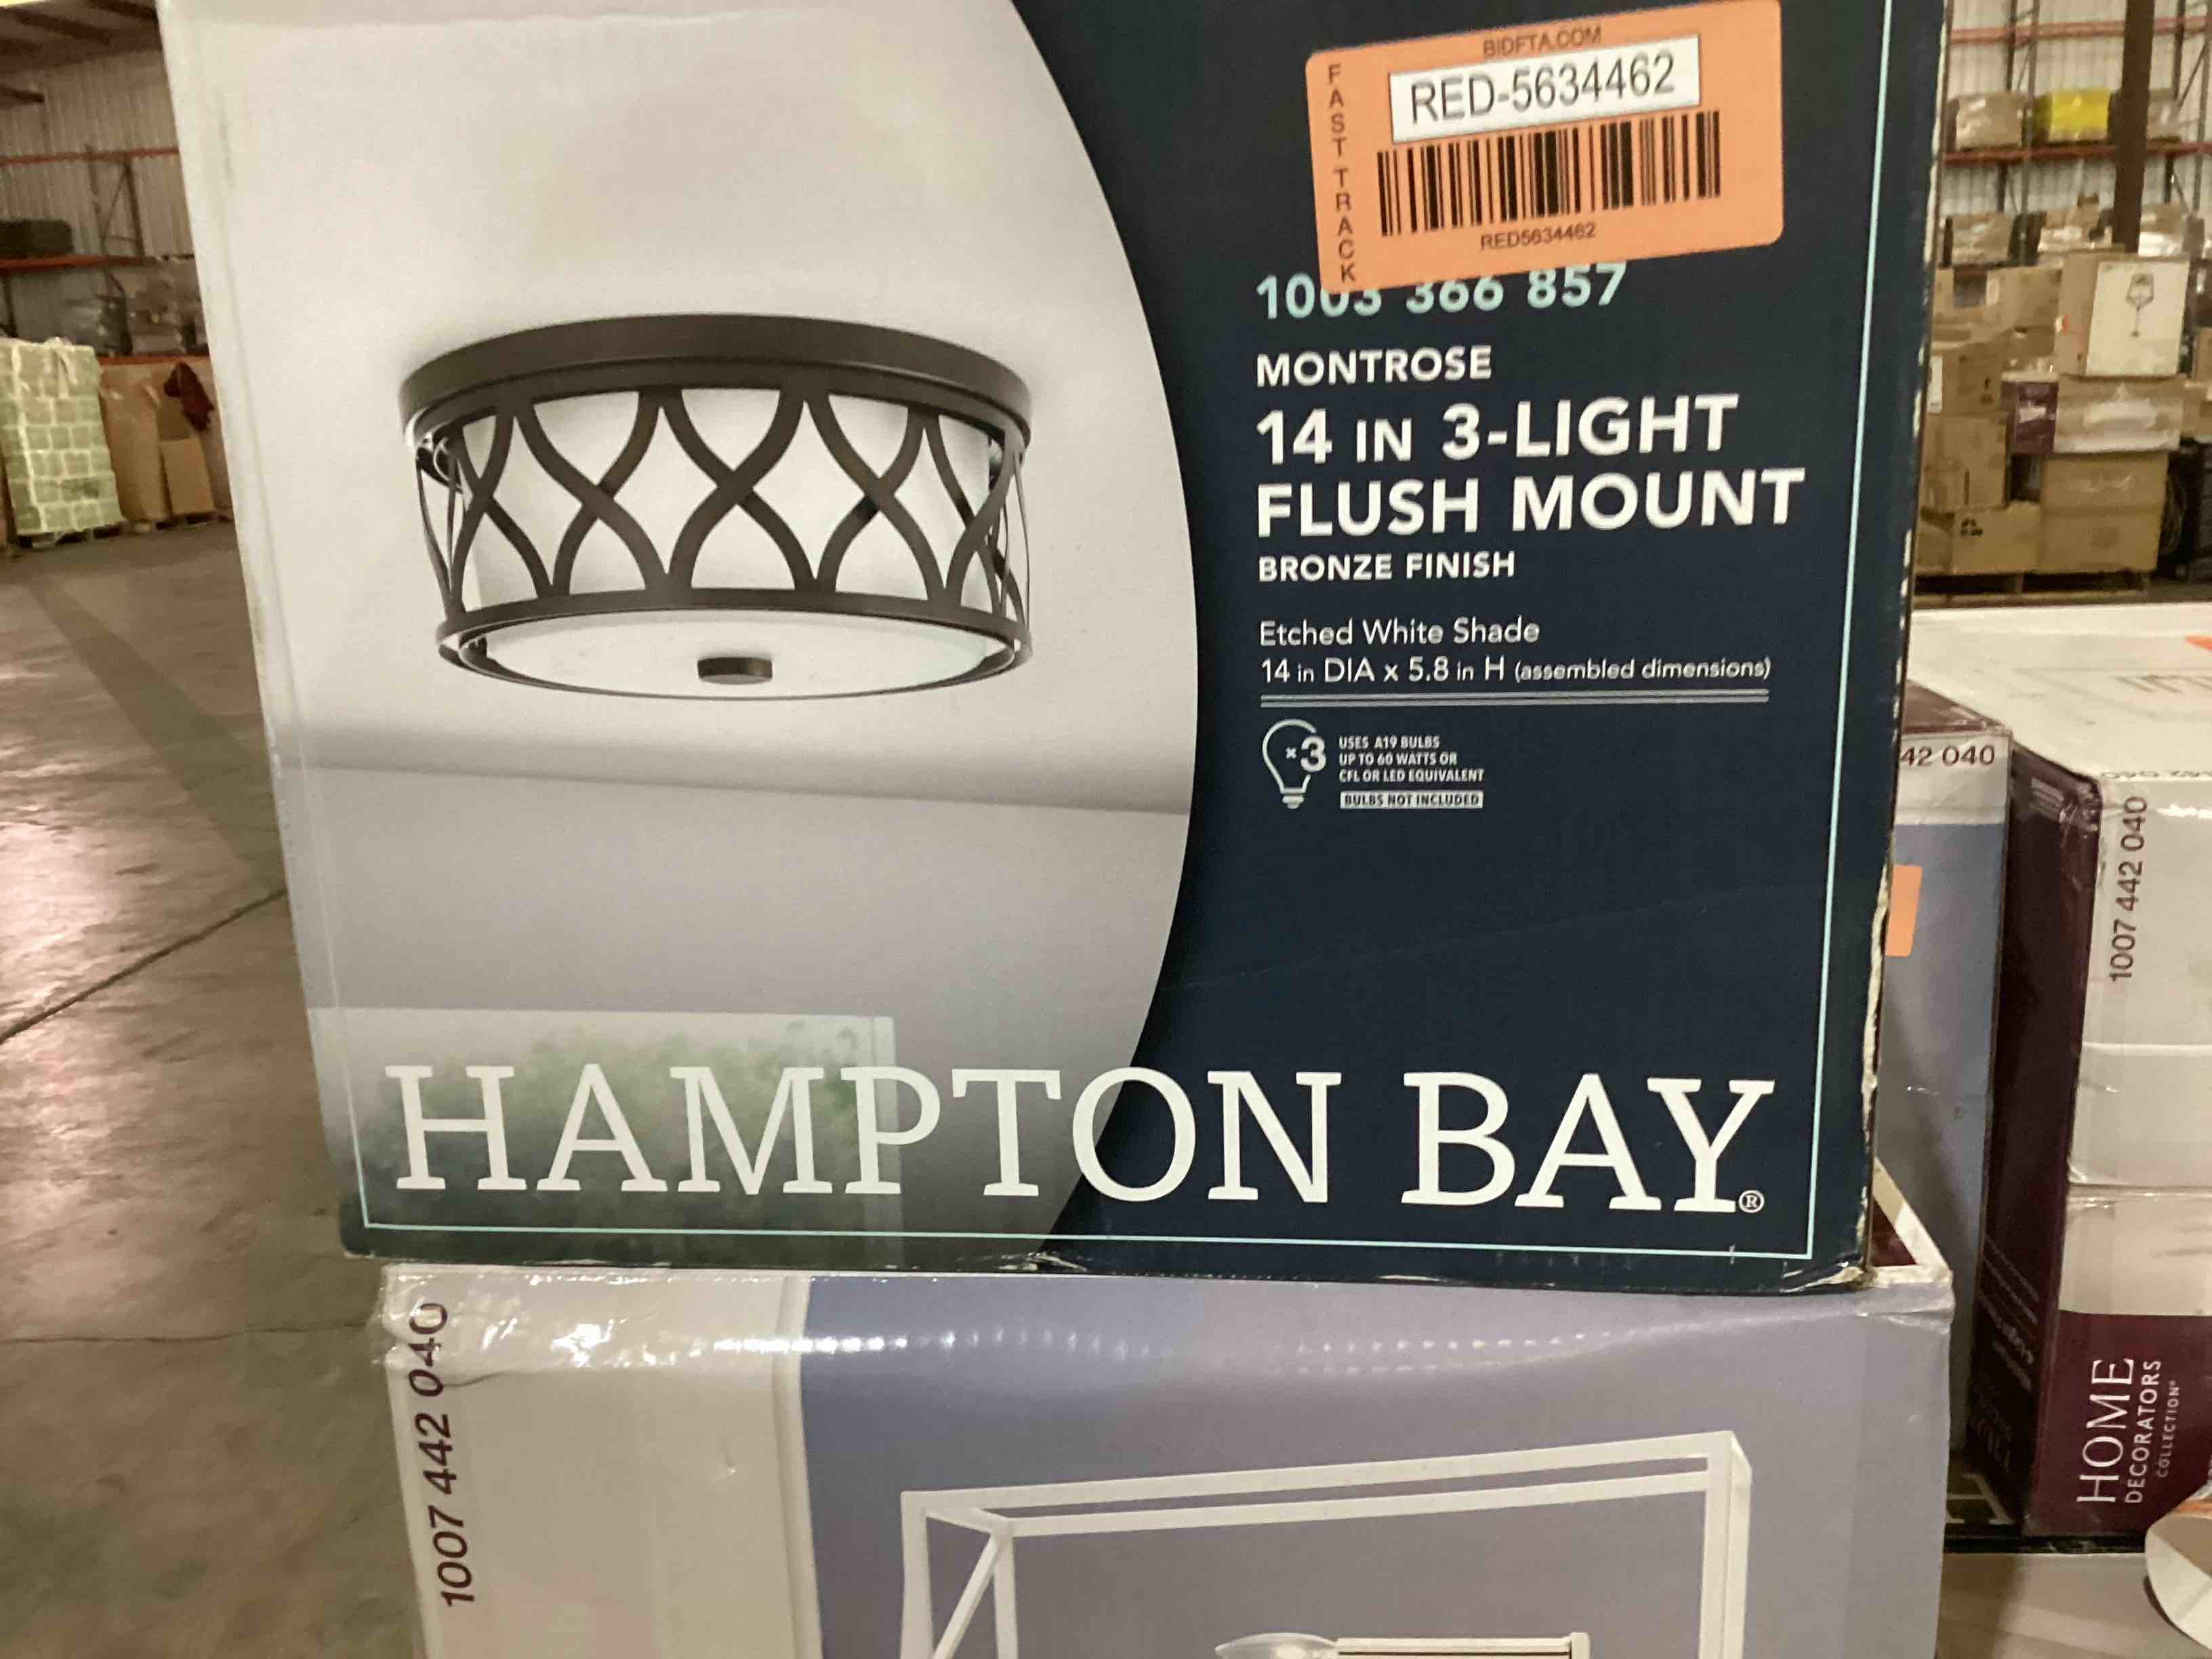 BIDFTA.COM
FAST TRACK
RED-5634462
RED5634462
1003 366 857
MONTROSE
14 IN 3-LIGHT
FLUSH MOUNT
BRONZE FINISH
Etched White Shade
14 in DIA x 5.8 in H (assembled dimensions)
×3
USES A19 BULBS
UP TO 60 WATTS OR
CFL OR LED EQUIVALENT
BULBS NOT INCLUDED
HAMPTON BAY®
42 040
1007 442 040
1007 442 040
HOME
DECORATORS
COLLECTION®